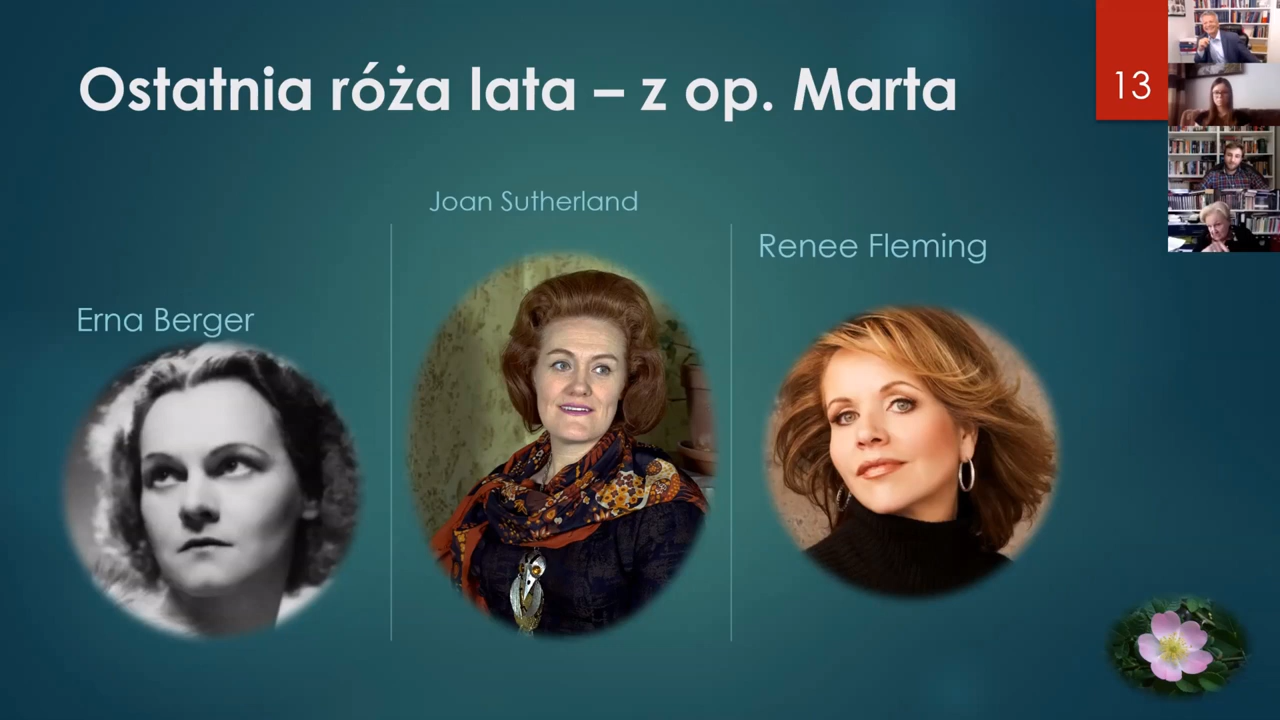 Ostatnia róża lata – z op. Marta
13
Joan Sutherland
Renee Fleming
Erna Berger